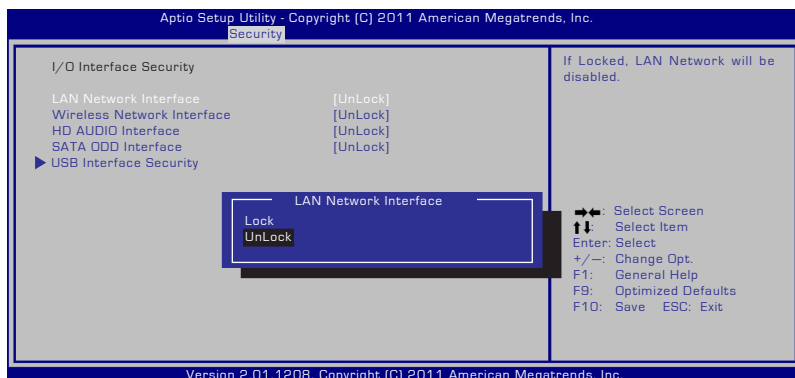 Aptio Setup Utility - Copyright (C) 2011 American Megatrends, Inc.
Security
I/O Interface Security
LAN Network Interface [UnLock]
Wireless Network Interface [UnLock]
HD AUDIO Interface [UnLock]
SATA ODD Interface [UnLock]
USB Interface Security
If Locked, LAN Network will be
disabled.
LAN Network Interface
Lock
UnLock
→←: Select Screen
↑↓: Select Item
Enter: Select
+/—: Change Opt.
F1: General Help
F9: Optimized Defaults
F10: Save ESC: Exit
Version 2.01.1208. Copyright (C) 2011 American Megatrends, Inc.